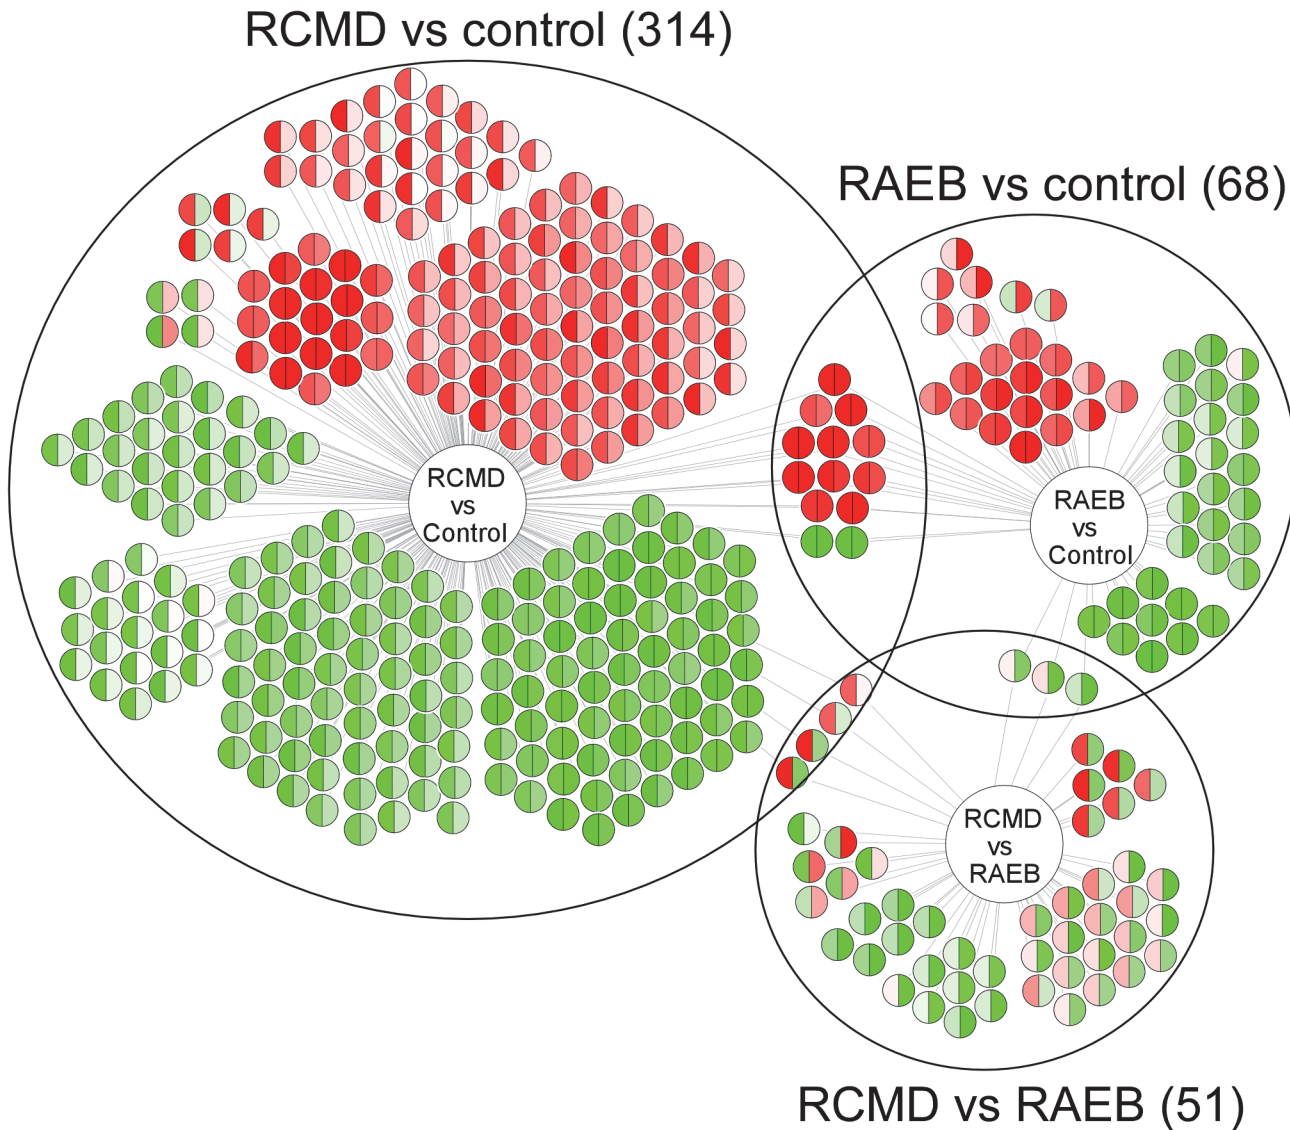 RCMD vs control (314)
RAEB vs control (68)
RCMD
vs
Control
RAEB
vs
Control
RCMD
vs
RAEB
RCMD vs RAEB (51)